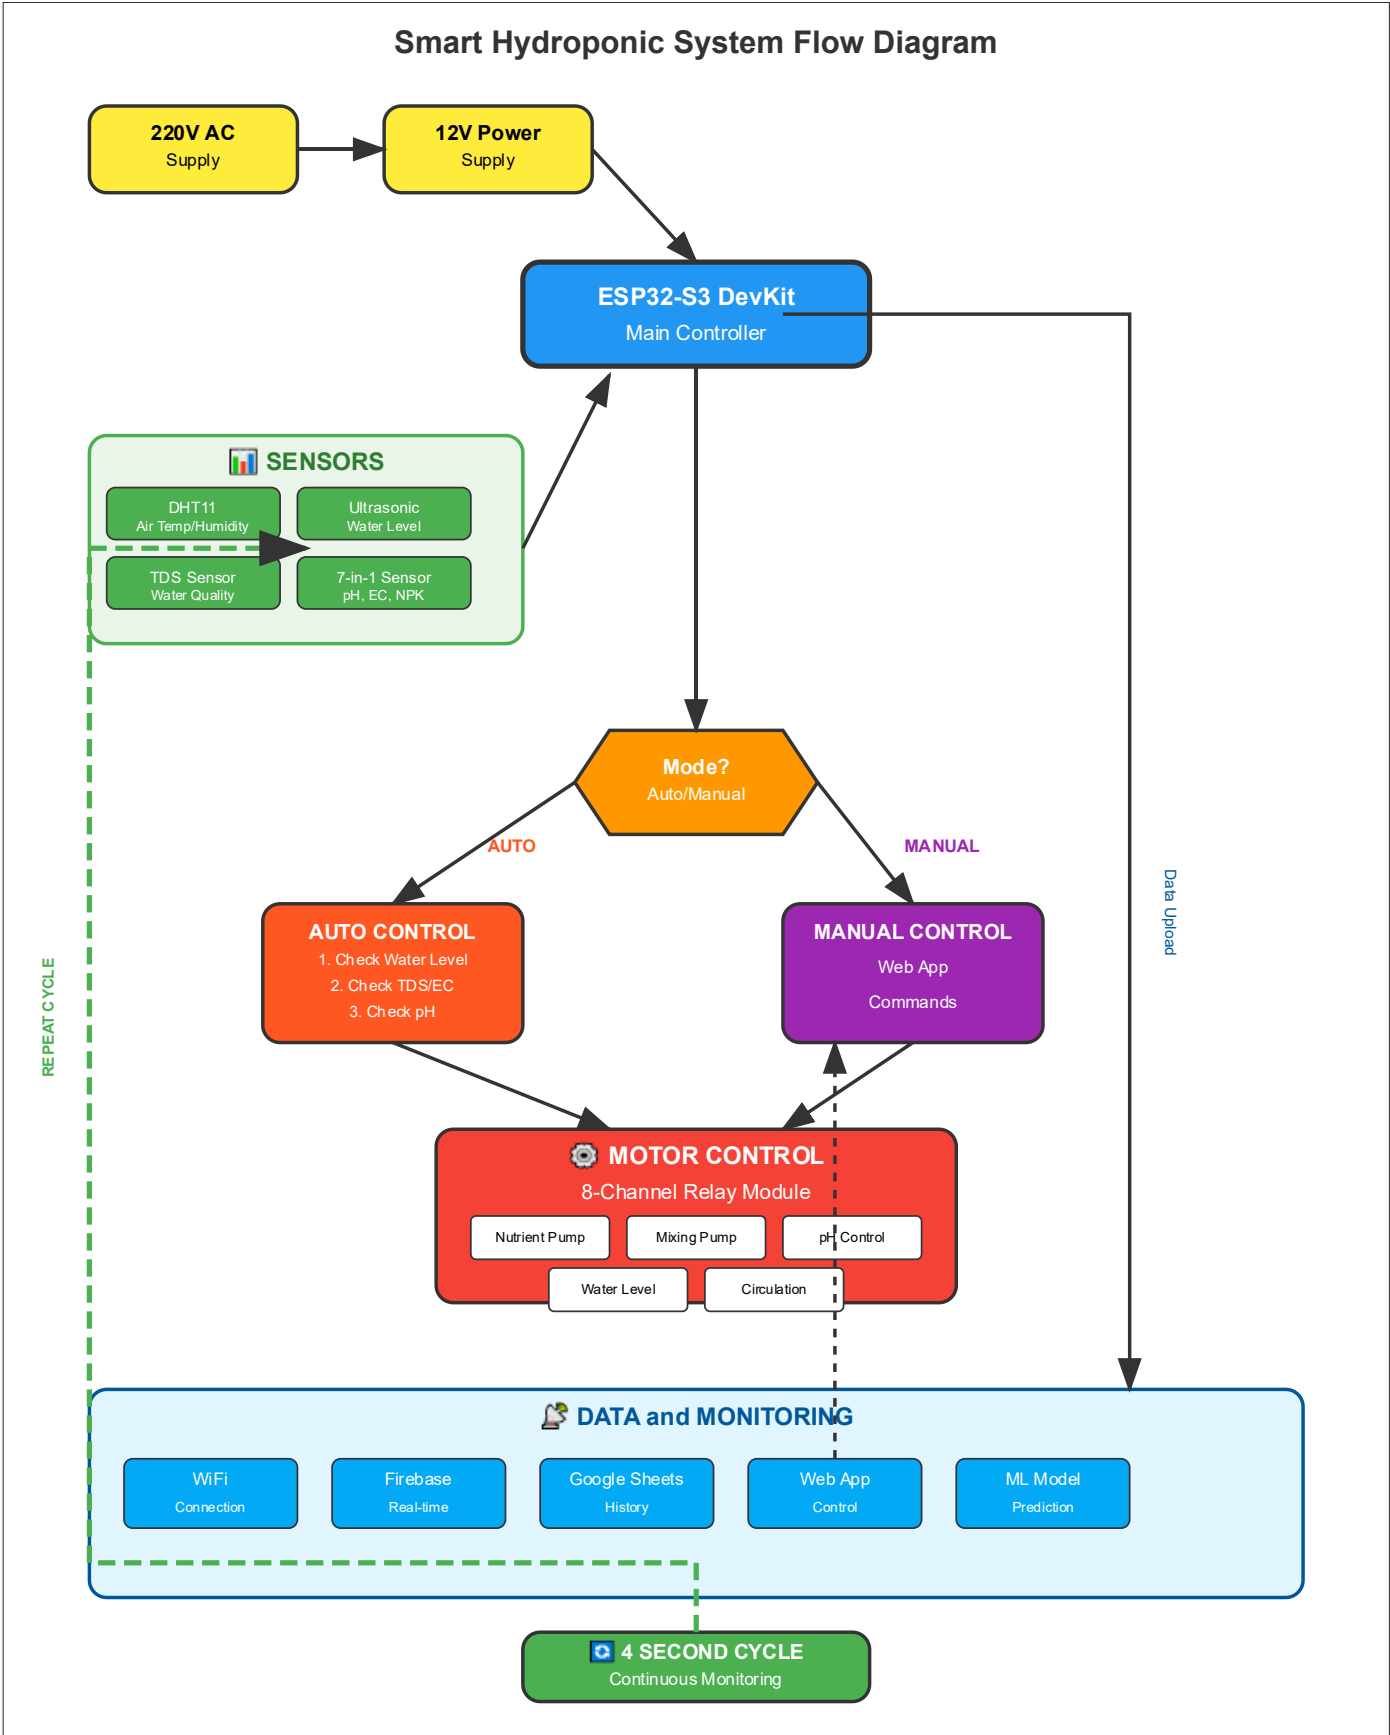 Smart Hydroponic System Flow Diagram
220V AC
Supply
12V Power
Supply
ESP32-S3 DevKit
Main Controller
SENSORS
DHT11
Air Temp/Humidity
Ultrasonic
Water Level
TDS Sensor
Water Quality
7-in-1 Sensor
pH, EC, NPK
Mode?
Auto/Manual
AUTO
MANUAL
Data Upload
AUTO CONTROL
1. Check Water Level
2. Check TDS/EC
3. Check pH
MANUAL CONTROL
Web App
Commands
REPEAT CYCLE
MOTOR CONTROL
8-Channel Relay Module
Nutrient Pump
Mixing Pump
pH Control
Water Level
Circulation
DATA and MONITORING
WiFi
Connection
Firebase
Real-time
Google Sheets
History
Web App
Control
ML Model
Prediction
4 SECOND CYCLE
Continuous Monitoring